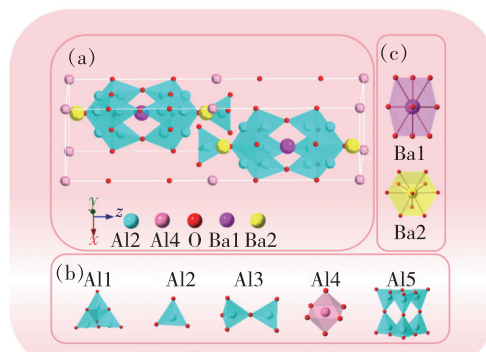 (a)
(c)
Ba1
y
z
x
Al2 Al4 O Ba1 Ba2
Ba2
(b)
Al1 Al2 Al3 Al4 Al5